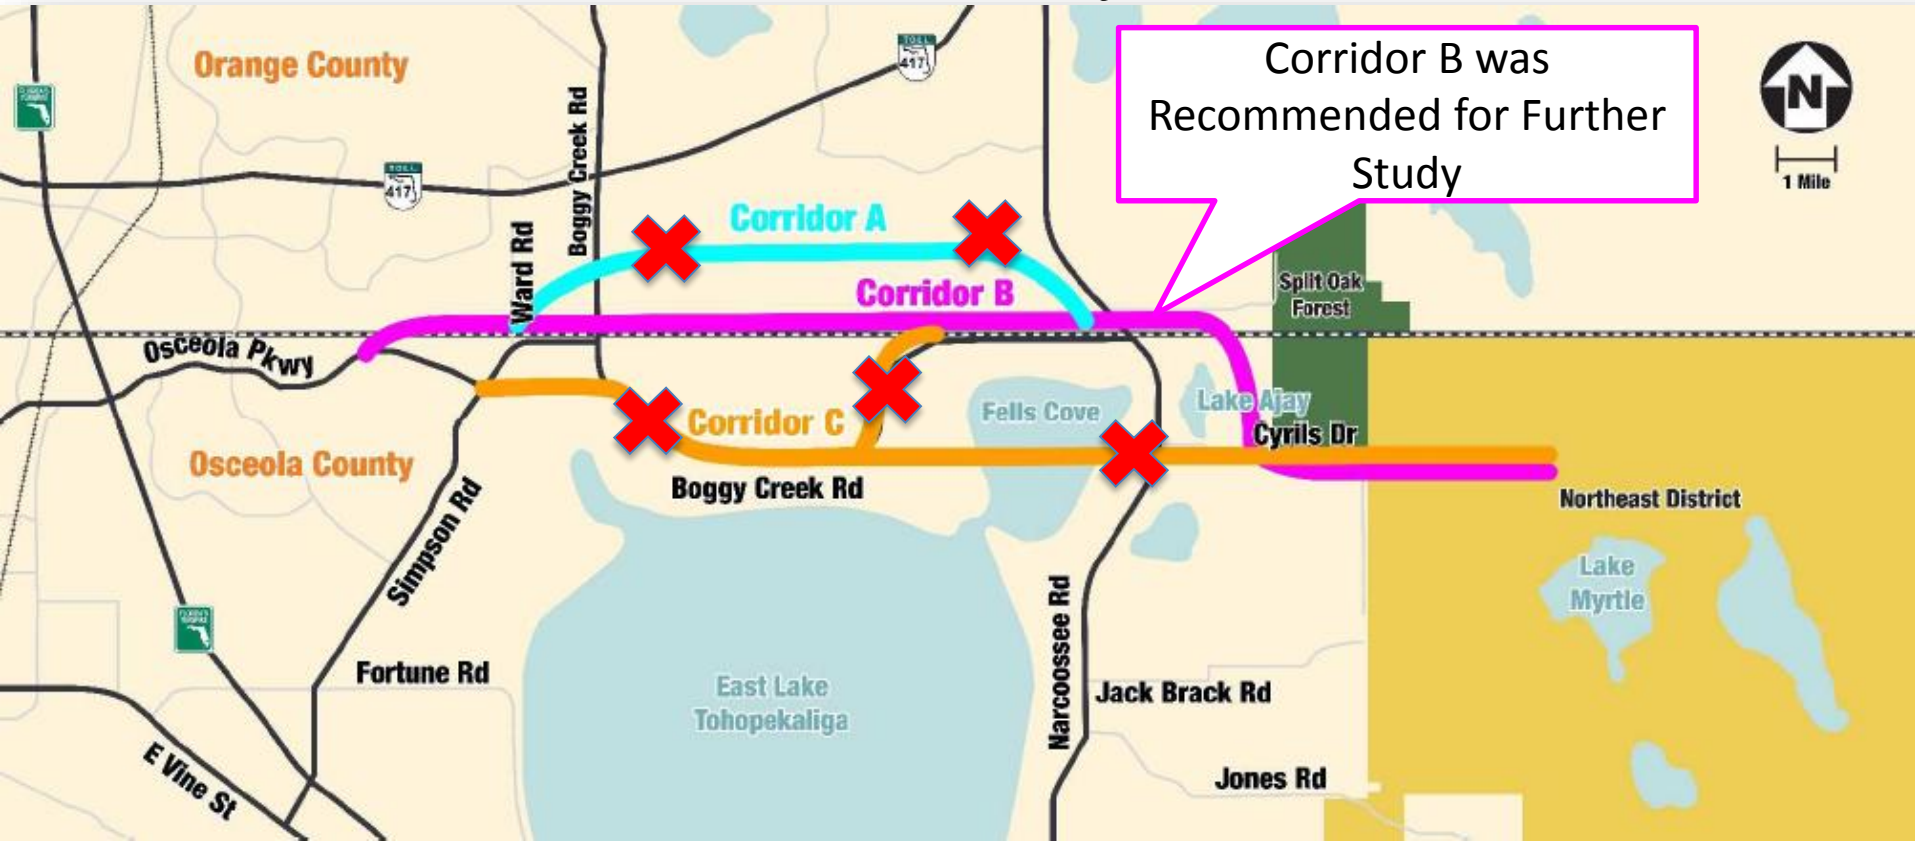 Corridor B was
Recommended for Further
Study
N
1 Mile
Orange County
TOLL
417
TOLL
417
Boggy Creek Rd
Ward Rd
Corridor A
Corridor B
Split Oak
Forest
Osceola Pkwy
Lake Ajay
Fells Cove
Corridor C
Cyrils Dr
Osceola County
Boggy Creek Rd
Northeast District
Simpson Rd
Lake
Myrtle
Narcoossee Rd
Fortune Rd
East Lake
Tohopekaliga
Jack Brack Rd
E Vine St
Jones Rd